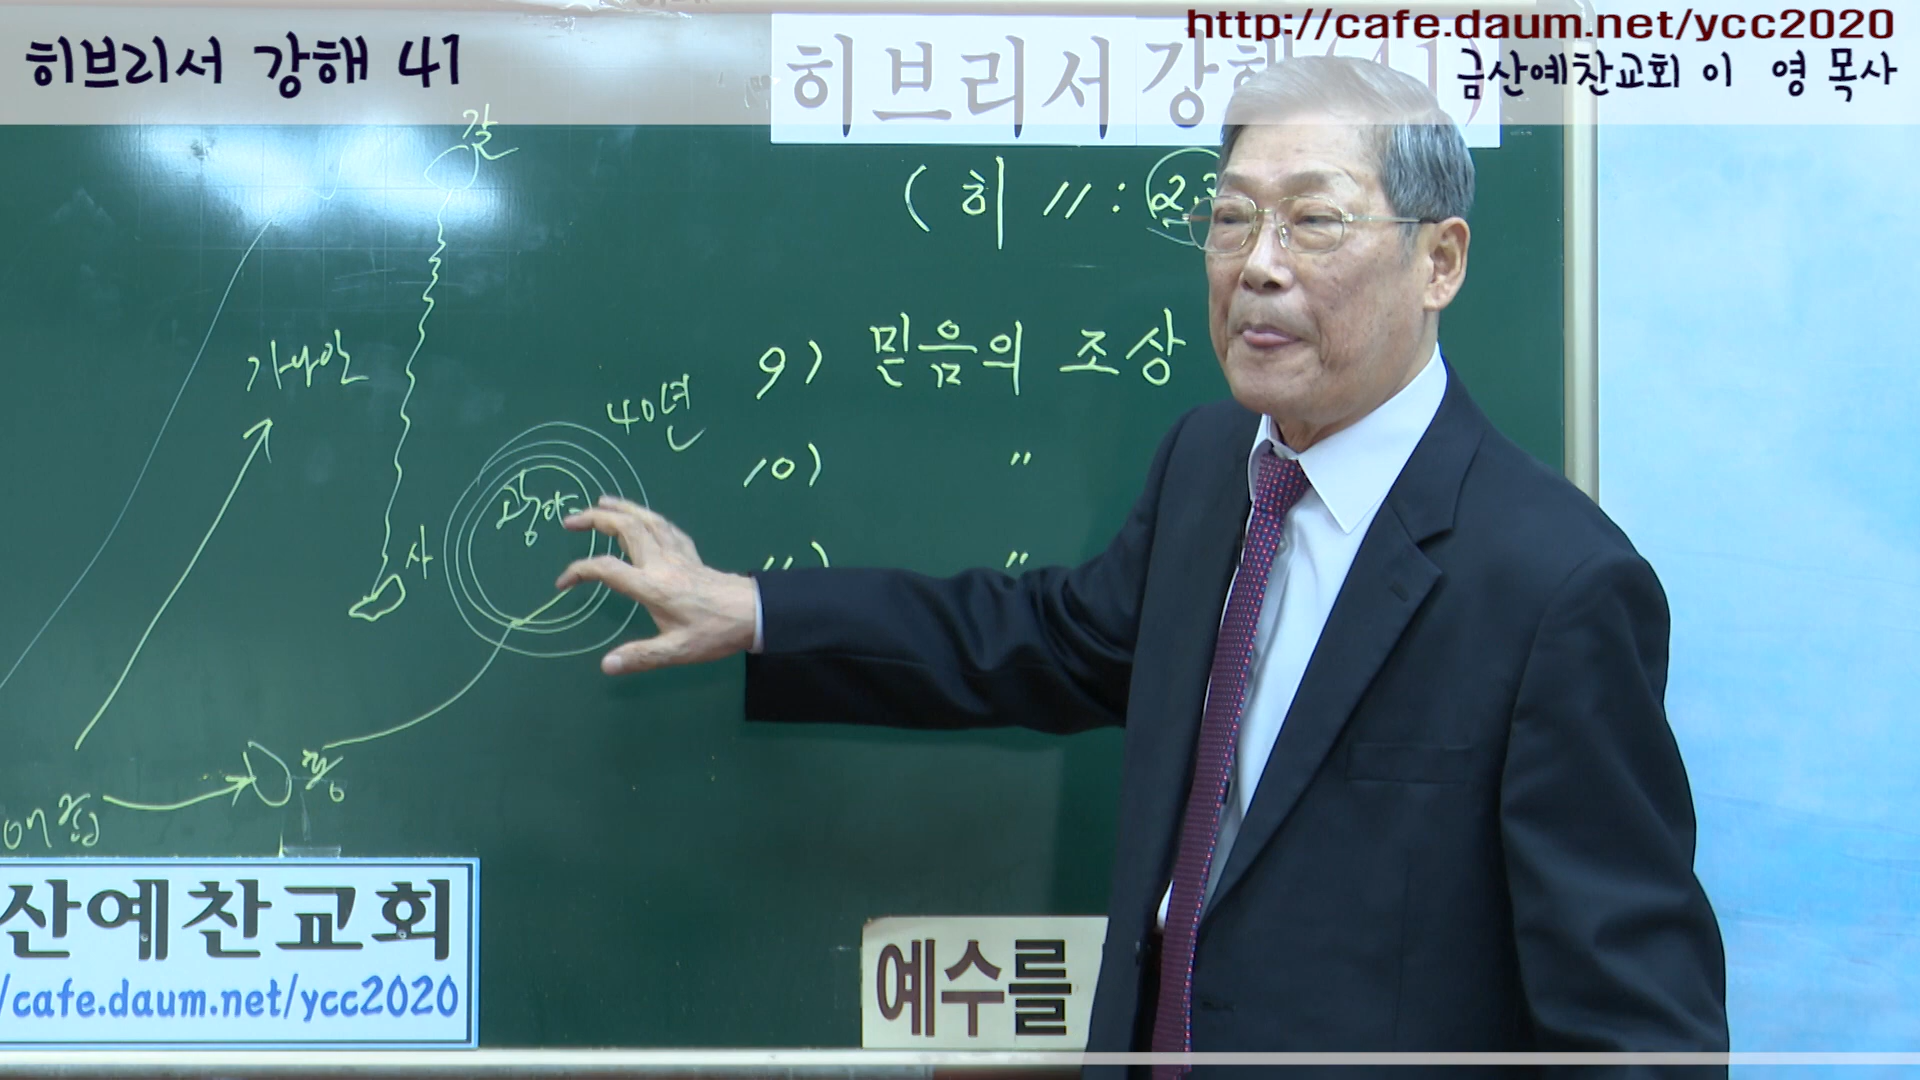 http://cafe.daum.net/ycc2020
히브리서 강해 41
금산예찬교회 이 영 목사
히브리서 강해(41)
갈
( 히 11 : 23
가나안
9) 믿음의 조상
40년
10) "
광야
사
11) "
홍
애굽
산예찬교회
/cafe.daum.net/ycc2020
예수를